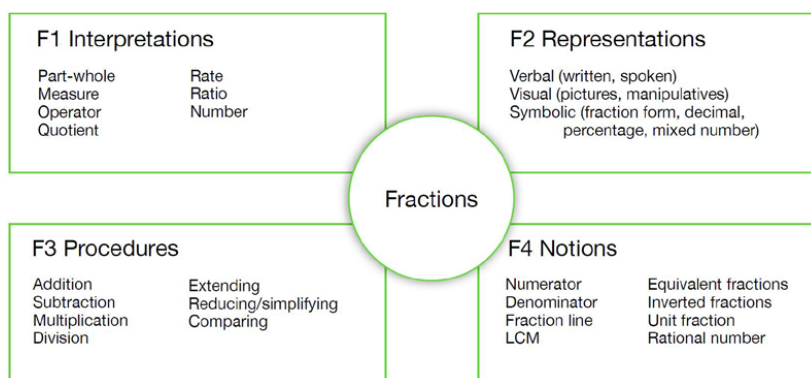 F1 Interpretations
Part-whole
Measure
Operator
Quotient
Rate
Ratio
Number
F2 Representations
Verbal (written, spoken)
Visual (pictures, manipulatives)
Symbolic (fraction form, decimal,
percentage, mixed number)
Fractions
F3 Procedures
Addition
Subtraction
Multiplication
Division
Extending
Reducing/simplifying
Comparing
F4 Notions
Numerator
Denominator
Fraction line
LCM
Equivalent fractions
Inverted fractions
Unit fraction
Rational number